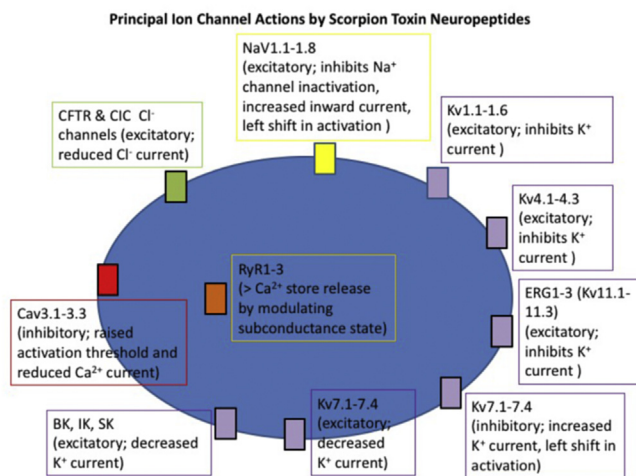 Principal Ion Channel Actions by Scorpion Toxin Neuropeptides
NaV1.1-1.8
(excitatory; inhibits Na⁺
channel inactivation,
increased inward current,
left shift in activation )
CFTR & CIC Cl⁻
channels (excitatory;
reduced Cl⁻ current)
Kv1.1-1.6
(excitatory; inhibits K⁺
current )
Kv4.1-4.3
(excitatory;
inhibits K⁺
current )
RyR1-3
(> Ca²⁺ store release
by modulating
subconductance state)
Cav3.1-3.3
(inhibitory; raised
activation threshold and
reduced Ca²⁺ current)
ERG1-3 (Kv11.1-
11.3)
(excitatory;
inhibits K⁺
current )
BK, IK, SK
(excitatory; decreased
K⁺ current)
Kv7.1-7.4
(excitatory;
decreased
K⁺ current)
Kv7.1-7.4
(inhibitory; increased
K⁺ current, left shift in
activation)